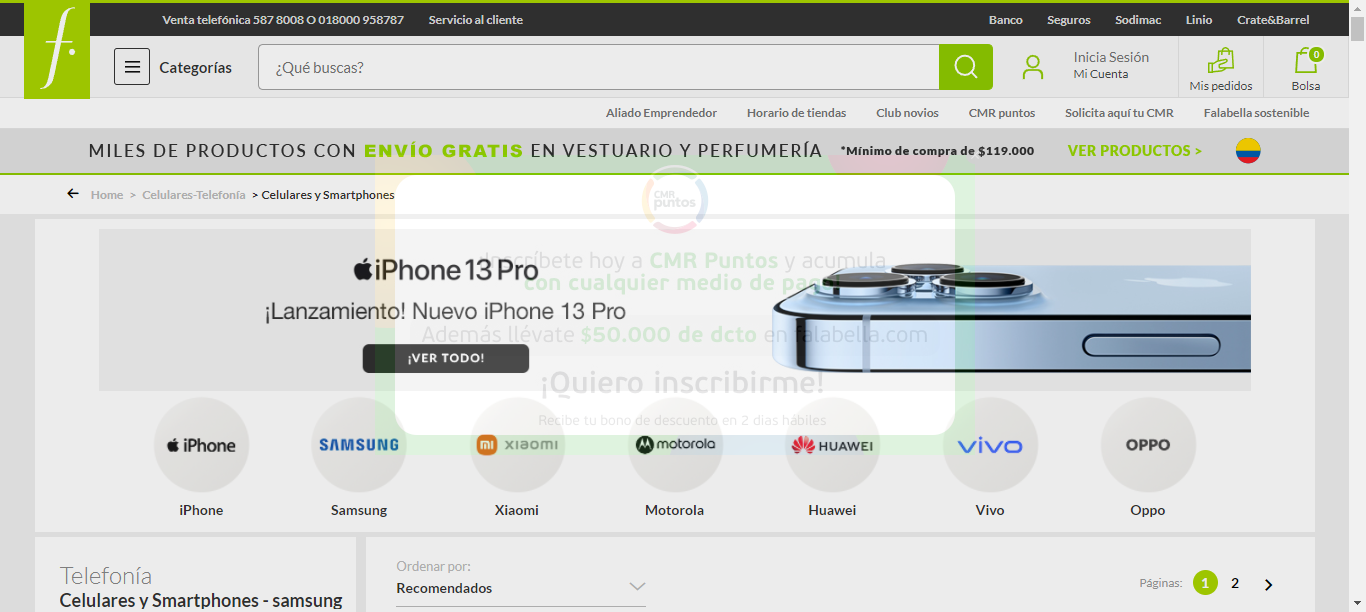 Venta telefónica 587 8008 O 018000 958787
Servicio al cliente
Banco
Seguros
Sodimac
Linio
Crate&Barrel
f.
Categorías
¿Qué buscas?
Inicia Sesión
Mi Cuenta
Mis pedidos
0
Bolsa
Aliado Emprendedor
Horario de tiendas
Club novios
CMR puntos
Solicita aquí tu CMR
Falabella sostenible
MILES DE PRODUCTOS CON ENVÍO GRATIS EN VESTUARIO Y PERFUMERÍA *Mínimo de compra de $119.000 VER PRODUCTOS >
Home > Celulares-Telefonía > Celulares y Smartphones
CMR
puntos
Inscríbete hoy a CMR Puntos y acumula
con cualquier medio de pago!
Además llévate $50.000 de dcto en falabella.com
¡Quiero inscribirme!
Recibe tu bono de descuento en 2 dias hábiles
iPhone 13 Pro
¡Lanzamiento! Nuevo iPhone 13 Pro
¡VER TODO!
iPhone
SAMSUNG
mi xiaomi
motorola
HUAWEI
vivo
OPPO
iPhone
Samsung
Xiaomi
Motorola
Huawei
Vivo
Oppo
Telefonía
Celulares y Smartphones - samsung
Ordenar por:
Recomendados
Páginas: 1 2